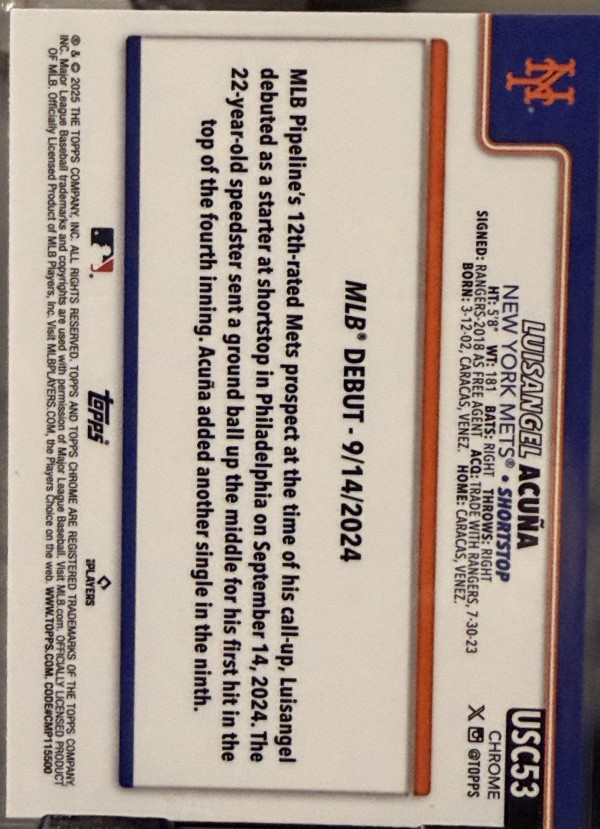 USC53
CHROME
X @TOPPS
LUISANGEL ACUÑA
NEW YORK METS® • SHORTSTOP
HT: 5'8" WT: 181 BATS: RIGHT THROWS: RIGHT
SIGNED: RANGERS-2018 AS FREE AGENT ACQ: TRADE WITH RANGERS, 7-30-23
BORN: 3-12-02, CARACAS, VENEZ. HOME: CARACAS, VENEZ.
NY
MLB® DEBUT - 9/14/2024
MLB Pipeline's 12th-rated Mets prospect at the time of his call-up, Luisangel
debuted as a starter at shortstop in Philadelphia on September 14, 2024. The
22-year-old speedster sent a ground ball up the middle for his first hit in the
top of the fourth inning. Acuña added another single in the ninth.
topps®
PLAYERS
® & © 2025 THE TOPPS COMPANY, INC. ALL RIGHTS RESERVED. TOPPS AND TOPPS CHROME ARE REGISTERED TRADEMARKS OF THE TOPPS COMPANY,
INC. Major League Baseball trademarks and copyrights are used with permission of Major League Baseball. Visit MLB.com. OFFICIALLY LICENSED PRODUCT
OF MLB. Officially Licensed Product of MLB Players, Inc. Visit MLBPLAYERS.COM, the Players Choice on the web. WWW.TOPPS.COM. CODE#CMP115500